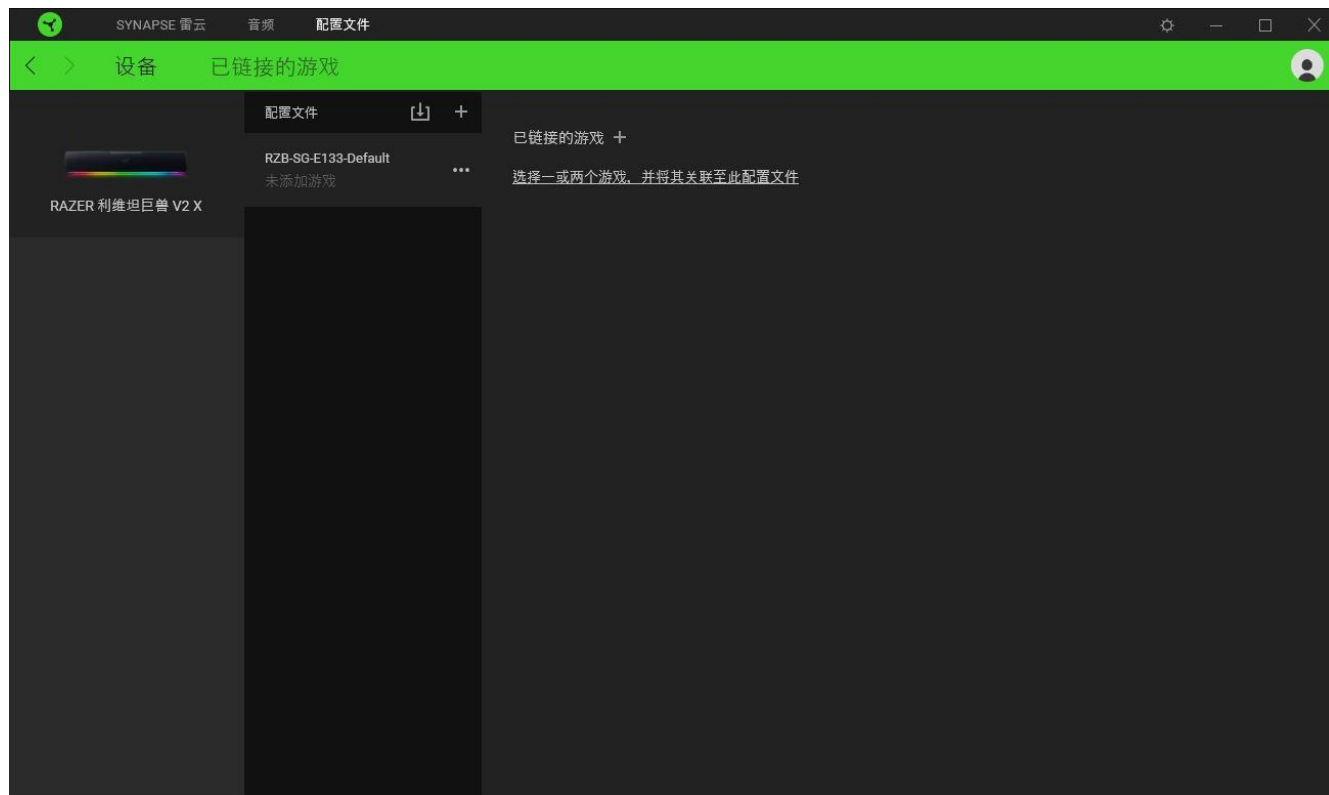 SYNAPSE 雷云 音频 配置文件
设备 已链接的游戏
配置文件
已链接的游戏
RZB-SG-E133-Default
选择一或两个游戏，并将其关联至此配置文件
未添加游戏
RAZER 利维坦巨兽 V2 X